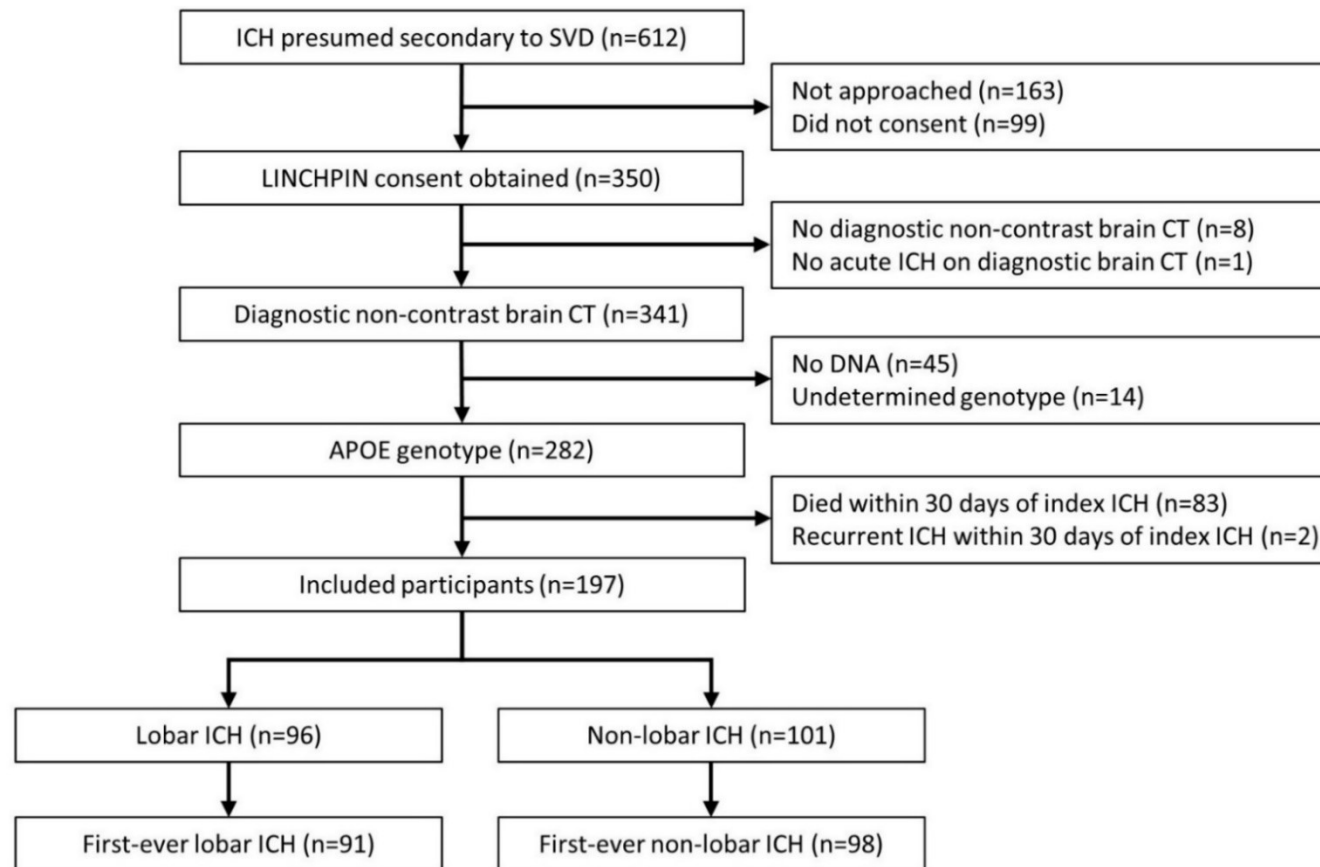 ICH presumed secondary to SVD (n=612)
Not approached (n=163)
Did not consent (n=99)
LINCHPIN consent obtained (n=350)
No diagnostic non-contrast brain CT (n=8)
No acute ICH on diagnostic brain CT (n=1)
Diagnostic non-contrast brain CT (n=341)
No DNA (n=45)
Undetermined genotype (n=14)
APOE genotype (n=282)
Died within 30 days of index ICH (n=83)
Recurrent ICH within 30 days of index ICH (n=2)
Included participants (n=197)
Lobar ICH (n=96)
Non-lobar ICH (n=101)
First-ever lobar ICH (n=91)
First-ever non-lobar ICH (n=98)